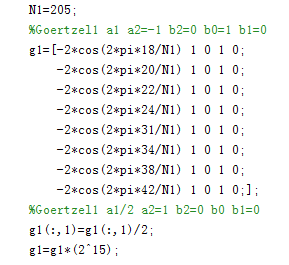 N1=205;
%Goertzell a1 a2=-1 b2=0 b0=1 b1=0
g1=[-2*cos(2*pi*18/N1) 1 0 1 0;
-2*cos(2*pi*20/N1) 1 0 1 0;
-2*cos(2*pi*22/N1) 1 0 1 0;
-2*cos(2*pi*24/N1) 1 0 1 0;
-2*cos(2*pi*31/N1) 1 0 1 0;
-2*cos(2*pi*34/N1) 1 0 1 0;
-2*cos(2*pi*38/N1) 1 0 1 0;
-2*cos(2*pi*42/N1) 1 0 1 0;];
%Goertzell a1/2 a2=1 b2=0 b0 b1=0
g1(:,1)=g1(:,1)/2;
g1=g1*(2^15);